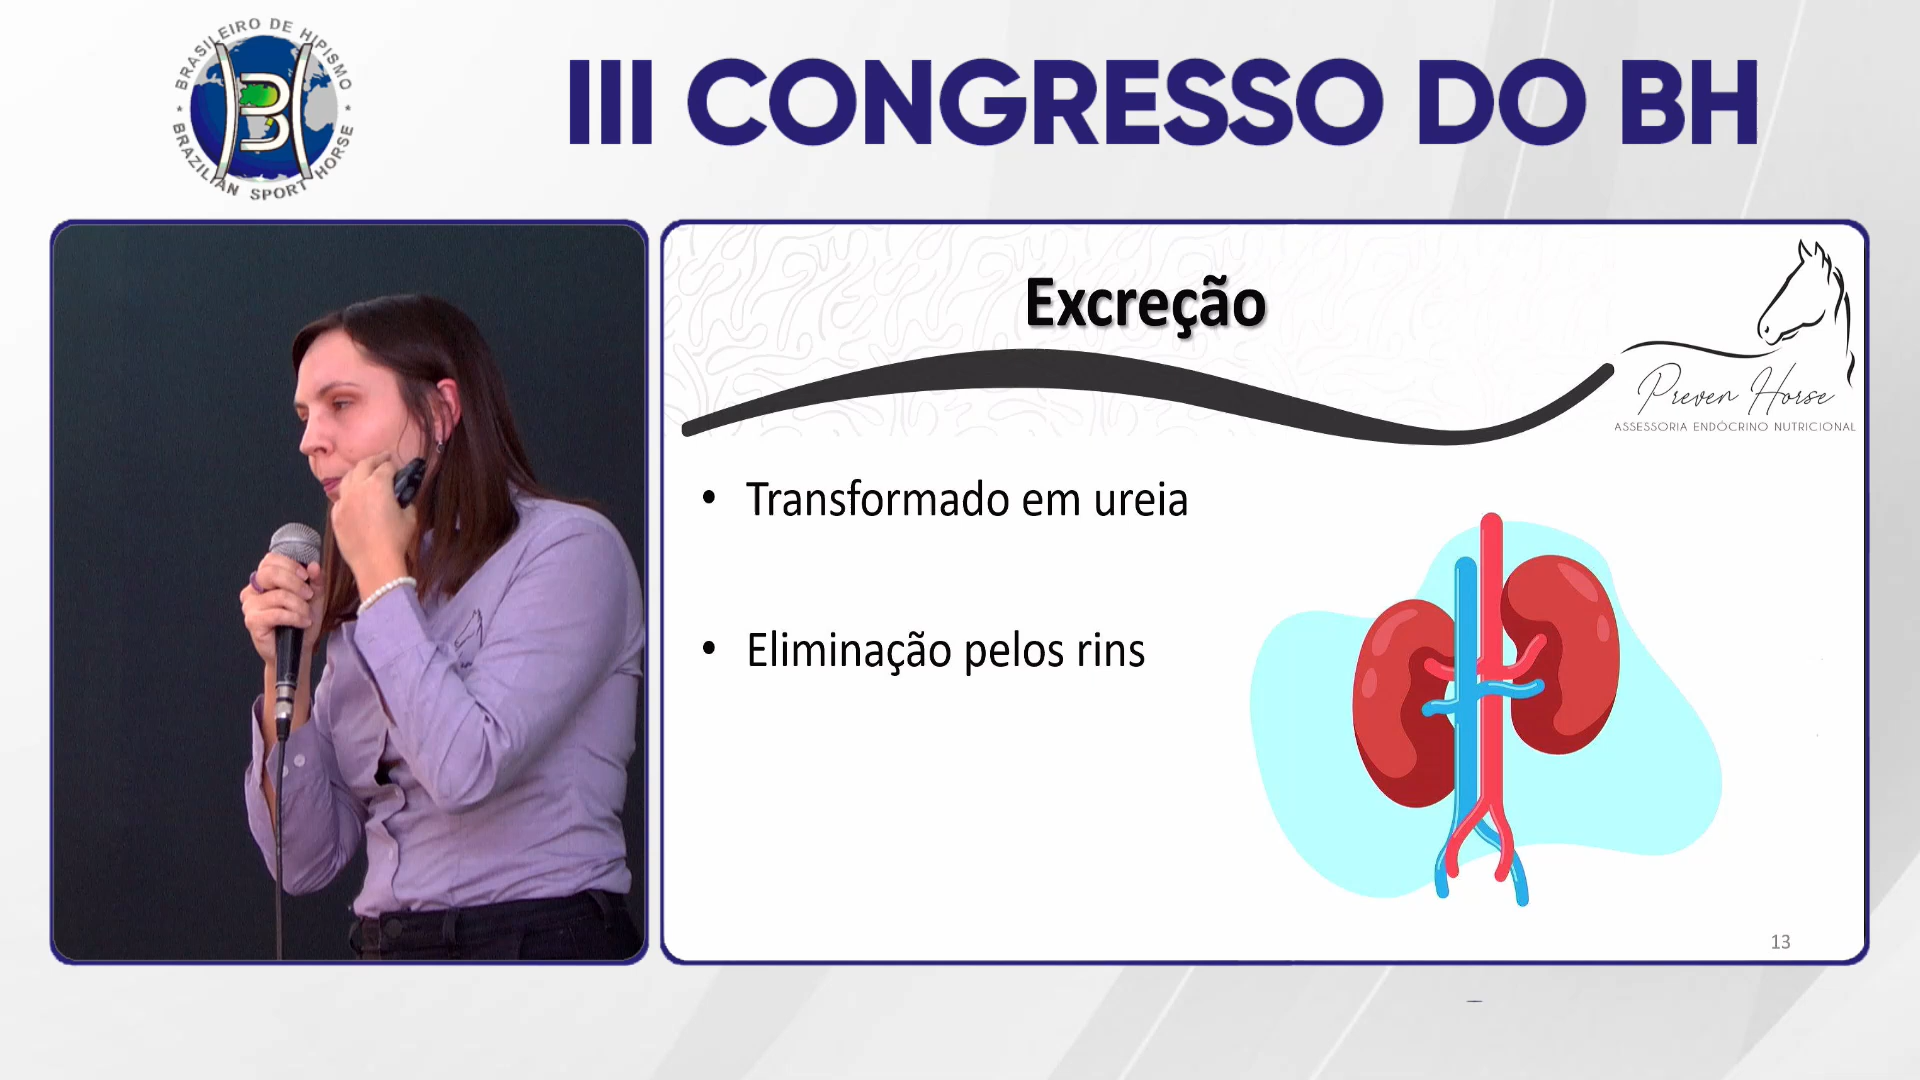 BRASILEIRO DE HIPISMO
BRAZILIAN SPORT HORSE
BH
III CONGRESSO DO BH
Excreção
Preven Horse
ASSESSORIA ENDÓCRINO NUTRICIONAL
• Transformado em ureia
• Eliminação pelos rins
13